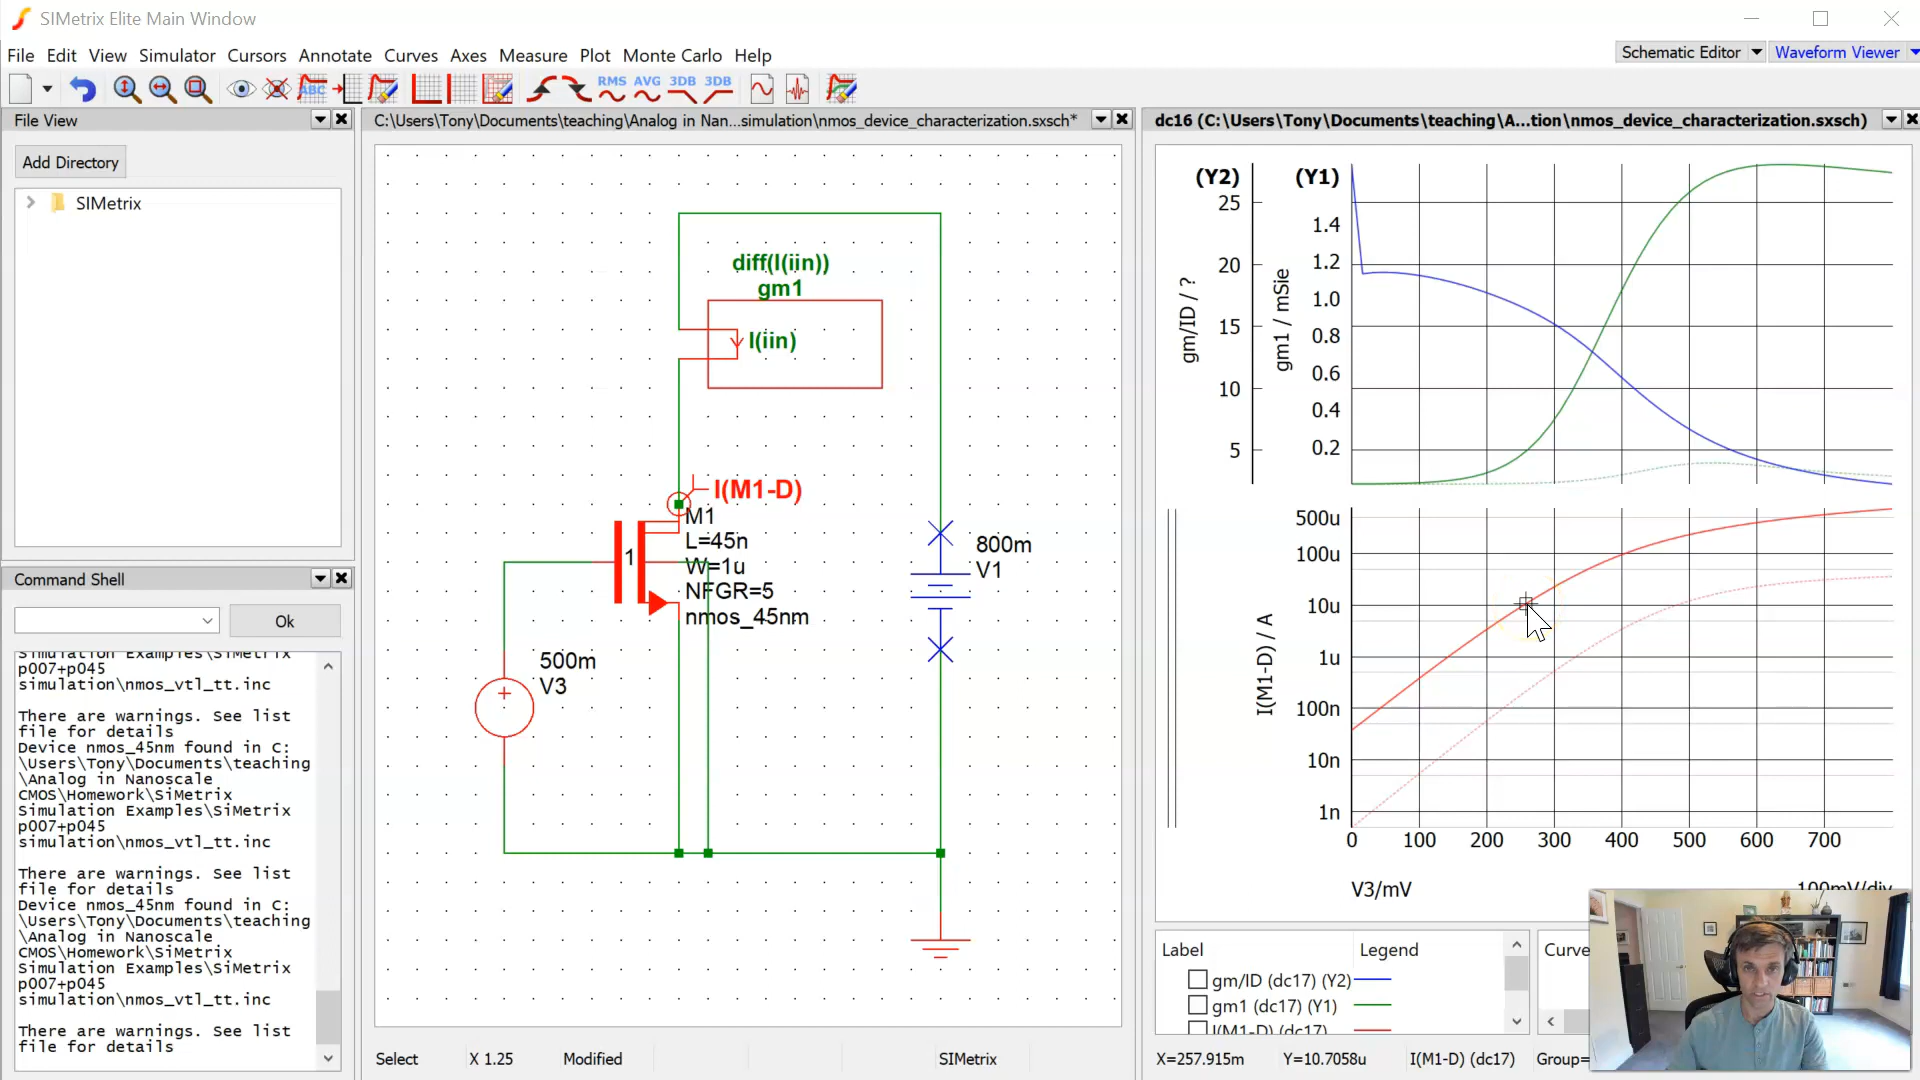 SIMetrix Elite Main Window
File Edit View Simulator Cursors Annotate Curves Axes Measure Plot Monte Carlo Help
Schematic Editor
Waveform Viewer
ABC
RMS AVG 3DB 3DB
File View
Add Directory
SIMetrix
Command Shell
Ok
Simulation Examples\SiMetrix
p007+p045
simulation\nmos_vtl_tt.inc
There are warnings. See list
file for details
Device nmos_45nm found in C:
\Users\Tony\Documents\teaching
\Analog in Nanoscale
CMOS\Homework\SiMetrix
Simulation Examples\SiMetrix
p007+p045
simulation\nmos_vtl_tt.inc
There are warnings. See list
file for details
Device nmos_45nm found in C:
\Users\Tony\Documents\teaching
\Analog in Nanoscale
CMOS\Homework\SiMetrix
Simulation Examples\SiMetrix
p007+p045
simulation\nmos_vtl_tt.inc
There are warnings. See list
file for details
C:\Users\Tony\Documents\teaching\Analog in Nan...simulation\nmos_device_characterization.sxsch*
diff(I(iin))
gm1
I(iin)
I(M1-D)
M1
L=45n
W=1u
NFGR=5
nmos_45nm
1
500m
V3
800m
V1
Select X 1.25 Modified SIMetrix
dc16 (C:\Users\Tony\Documents\teaching\A...tion\nmos_device_characterization.sxsch)
(Y2) (Y1)
25
20
15
10
5
gm/ID / ?
1.4
1.2
1.0
0.8
0.6
0.4
0.2
gm1 / mSie
500u
100u
10u
1u
100n
10n
1n
I(M1-D) / A
0 100 200 300 400 500 600 700
V3/mV
100mV/div
Label Legend
gm/ID (dc17) (Y2)
gm1 (dc17) (Y1)
I(M1-D) (dc17)
Curve
X=257.915m Y=10.7058u I(M1-D) (dc17) Group=